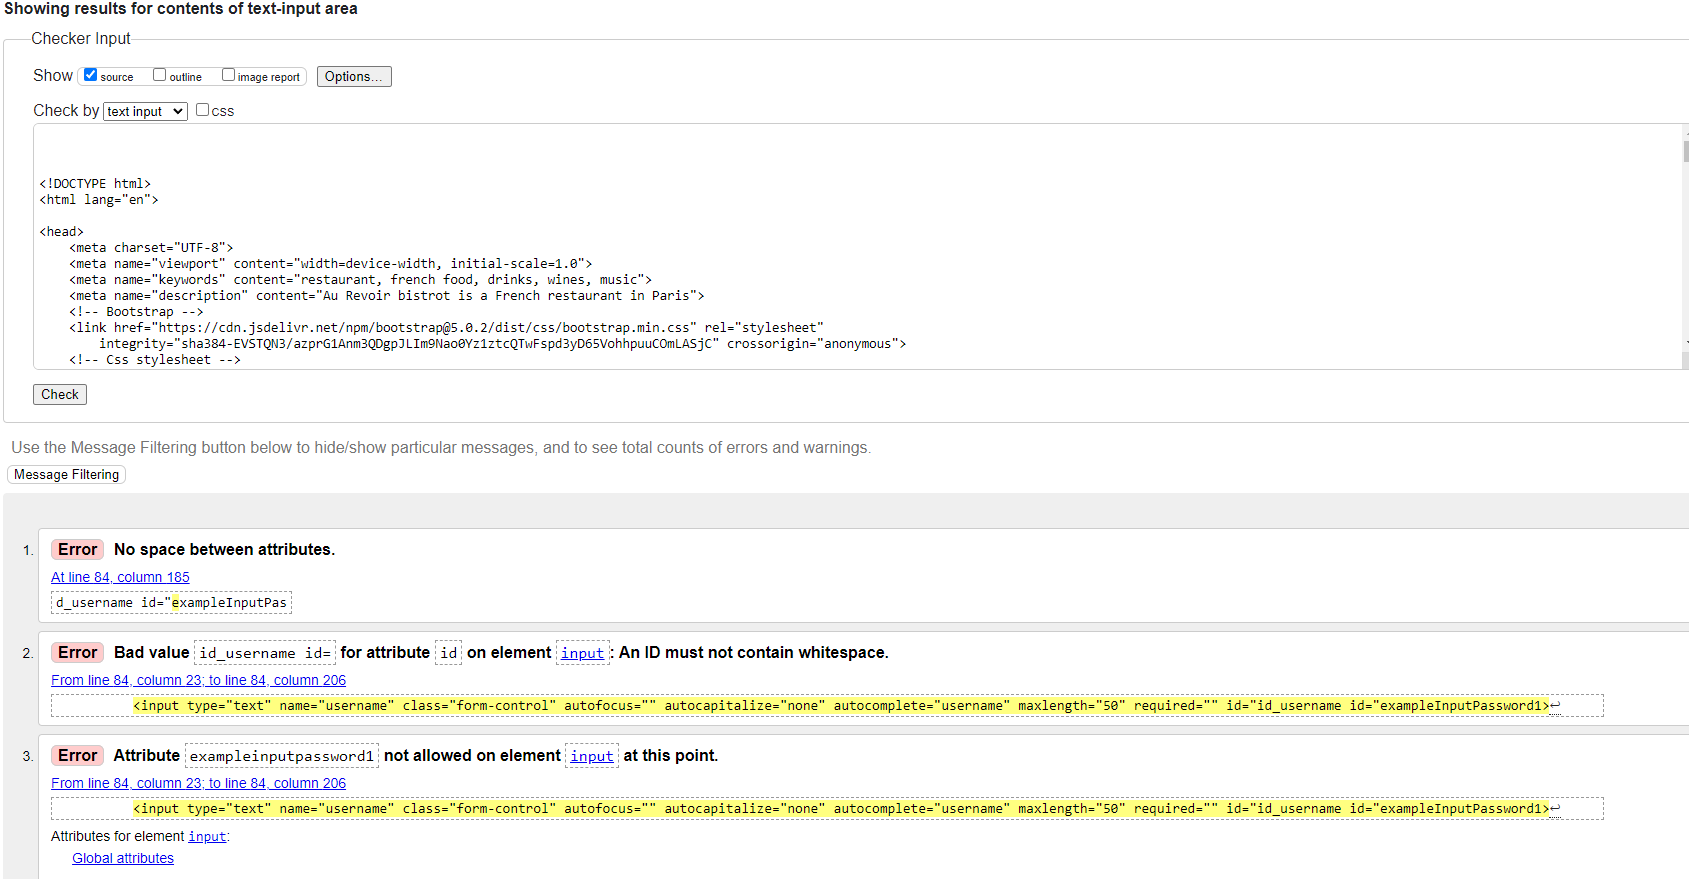 Showing results for contents of text-input area
Checker Input
Show source outline image report Options...
Check by text input css
<!DOCTYPE html>
<html lang="en">
<head>
<meta charset="UTF-8">
<meta name="viewport" content="width=device-width, initial-scale=1.0">
<meta name="keywords" content="restaurant, french food, drinks, wines, music">
<meta name="description" content="Au Revoir bistrot is a French restaurant in Paris">
<!-- Bootstrap -->
<link href="https://cdn.jsdelivr.net/npm/bootstrap@5.0.2/dist/css/bootstrap.min.css" rel="stylesheet"
integrity="sha384-EVSTQN3/azprG1Anm3QDgpJLIm9Nao0Yz1ztcQTwFspd3yD65VohhpuuCOmLASjC" crossorigin="anonymous">
<!-- Css stylesheet -->
Check
Use the Message Filtering button below to hide/show particular messages, and to see total counts of errors and warnings.
Message Filtering
1. Error No space between attributes.
At line 84, column 185
d_username id="exampleInputPas
2. Error Bad value id_username id= for attribute id on element input: An ID must not contain whitespace.
From line 84, column 23; to line 84, column 206
<input type="text" name="username" class="form-control" autofocus="" autocapitalize="none" autocomplete="username" maxlength="50" required="" id="id_username id="exampleInputPassword1>↩
3. Error Attribute exampleinputpassword1 not allowed on element input at this point.
From line 84, column 23; to line 84, column 206
<input type="text" name="username" class="form-control" autofocus="" autocapitalize="none" autocomplete="username" maxlength="50" required="" id="id_username id="exampleInputPassword1>↩
Attributes for element input:
Global attributes